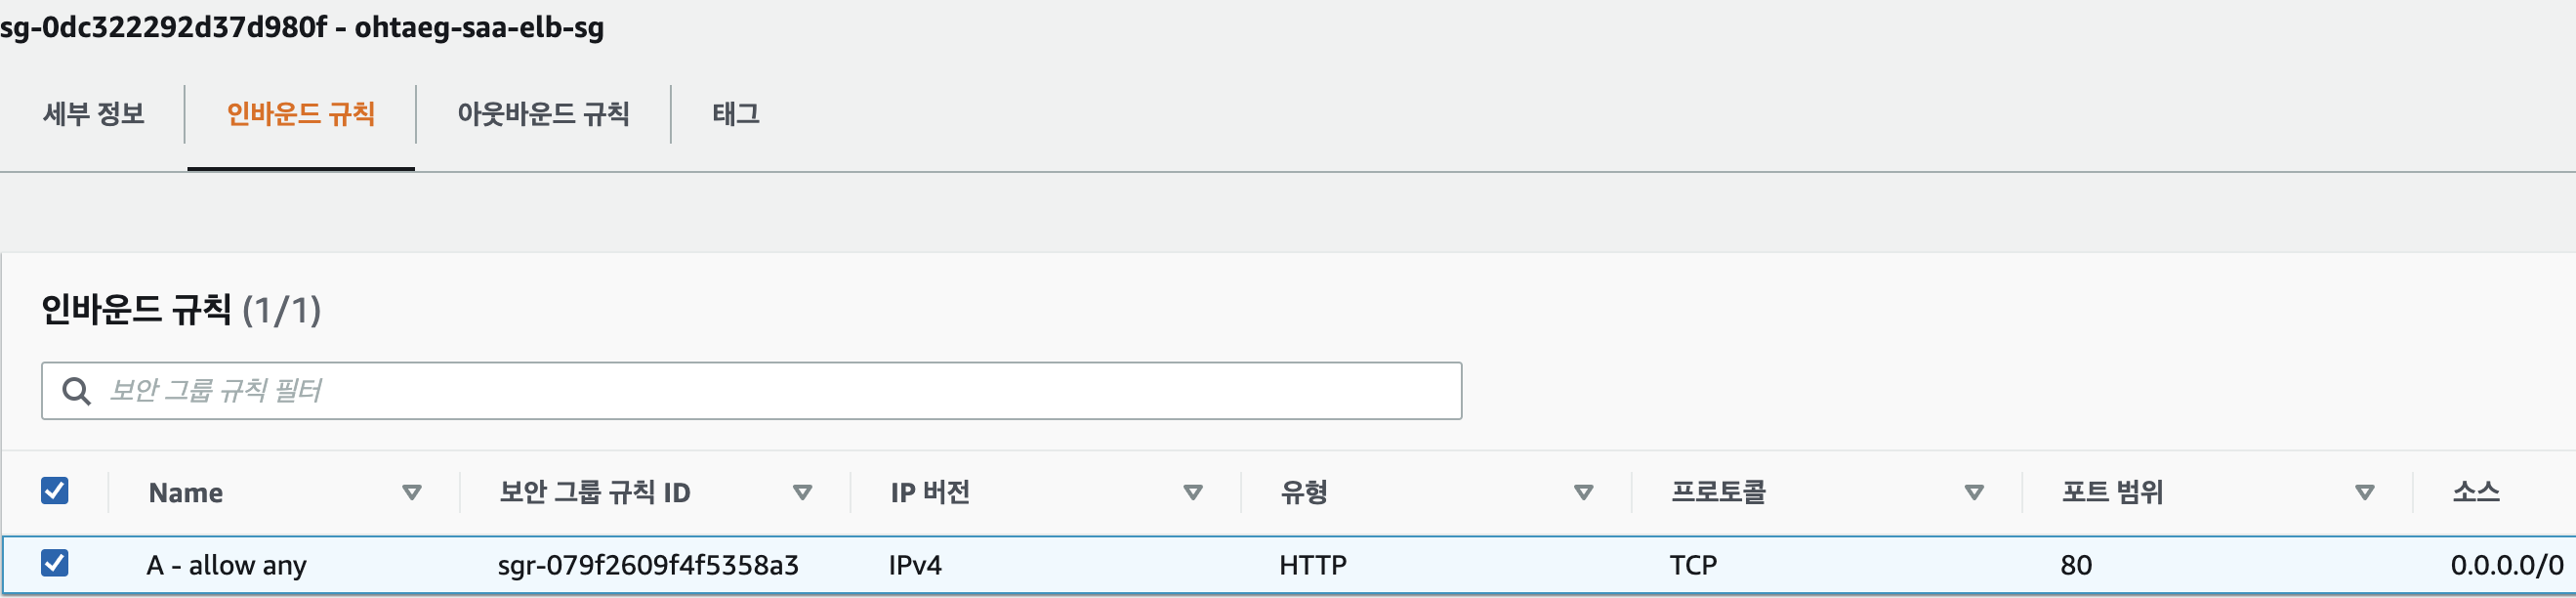 sg-0dc322292d37d980f - ohtaeg-saa-elb-sg
세부 정보 인바운드 규칙 아웃바운드 규칙 태그
인바운드 규칙 (1/1)
보안 그룹 규칙 필터
Name 보안 그룹 규칙 ID IP 버전 유형 프로토콜 포트 범위 소스
A - allow any sgr-079f2609f4f5358a3 IPv4 HTTP TCP 80 0.0.0.0/0